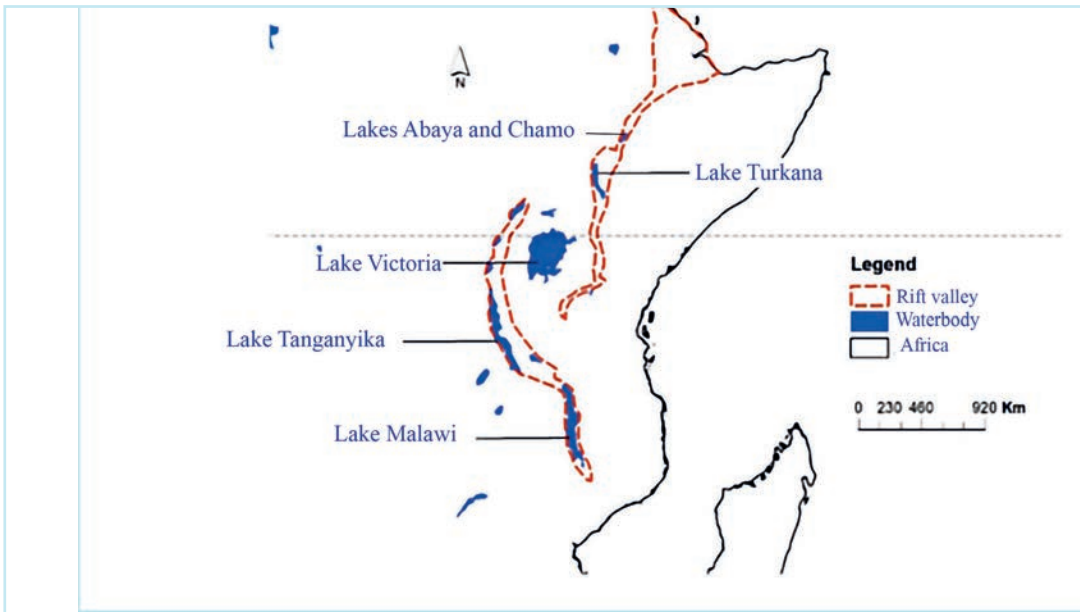 N
Lakes Abaya and Chamo
Lake Turkana
Lake Victoria
Lake Tanganyika
Lake Malawi
Legend
Rift valley
Waterbody
Africa
0 230 460 920 Km